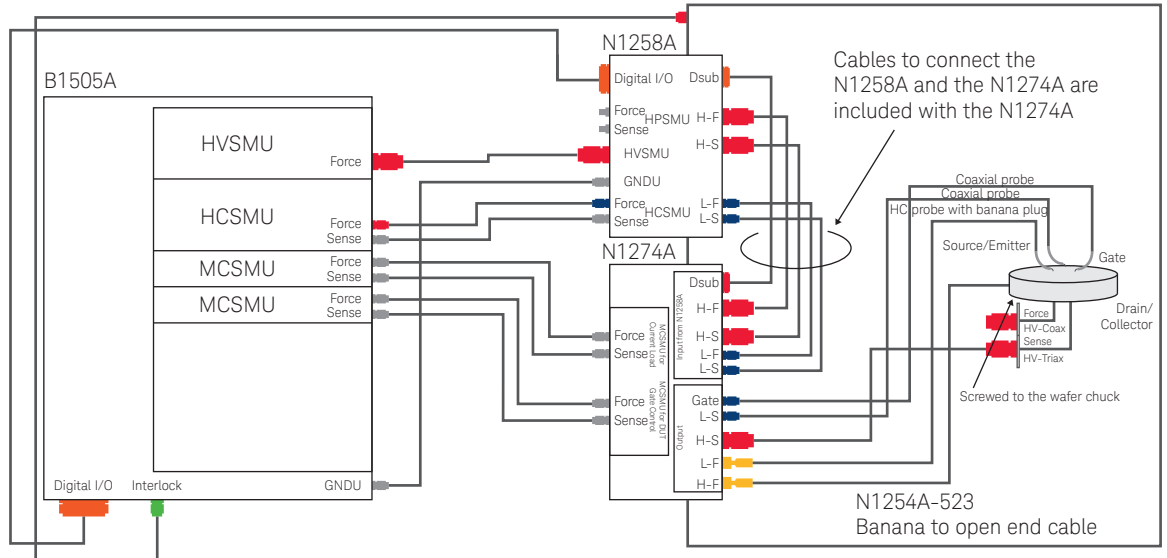 B1505A
HVSMU
Force
HCSMU
Force
Sense
MCSMU
Force
Sense
MCSMU
Force
Sense
Digital I/O
Interlock
GNDU
N1258A
Digital I/O
Dsub
Force
Sense
HPSMU
H-F
H-S
HVSMU
GNDU
Force
Sense
HCSMU
L-F
L-S
N1274A
Dsub
H-F
H-S
L-F
L-S
Input from N1258A
Force
Sense
MCSMU for
Current Load
Force
Sense
MCSMU for DUT
Gate Control
Output
Gate
L-S
H-S
L-F
H-F
Cables to connect the
N1258A and the N1274A are
included with the N1274A
Coaxial probe
Coaxial probe
HC probe with banana plug
Source/Emitter
Gate
Drain/
Collector
Force
HV-Coax
Sense
HV-Triax
Screwed to the wafer chuck
N1254A-523
Banana to open end cable